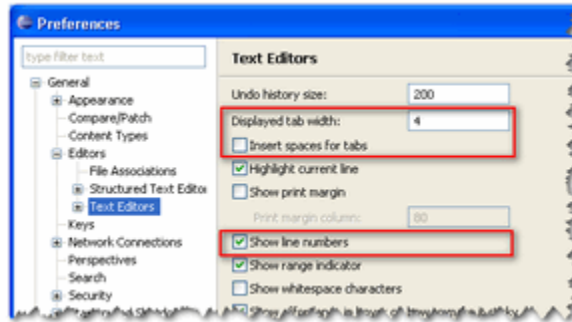 Preferences
type filter text
General
Appearance
Compare/Patch
Content Types
Editors
File Associations
Structured Text Editor
Text Editors
Keys
Network Connections
Perspectives
Search
Security
Text Editors
Undo history size: 200
Displayed tab width: 4
Insert spaces for tabs
Highlight current line
Show print margin
Print margin column: 80
Show line numbers
Show range indicator
Show whitespace characters